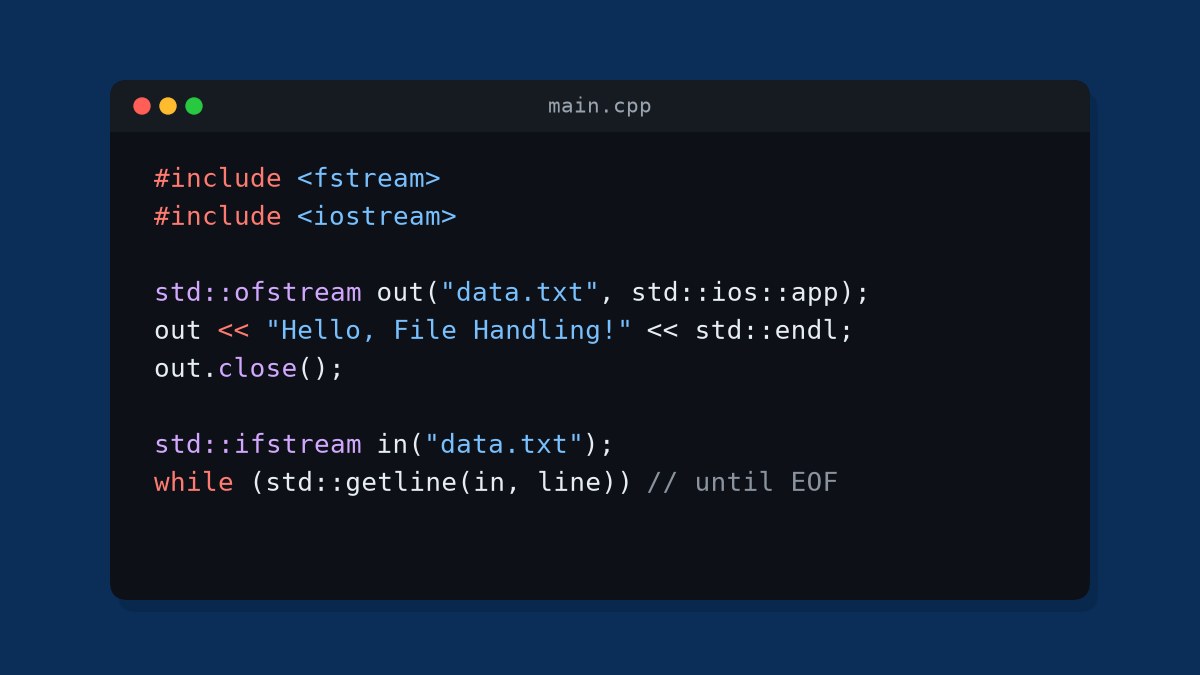 main.cpp
#include <fstream>
#include <iostream>
std::ofstream out("data.txt", std::ios::app);
out << "Hello, File Handling!" << std::endl;
out.close();
std::ifstream in("data.txt");
while (std::getline(in, line)) // until EOF